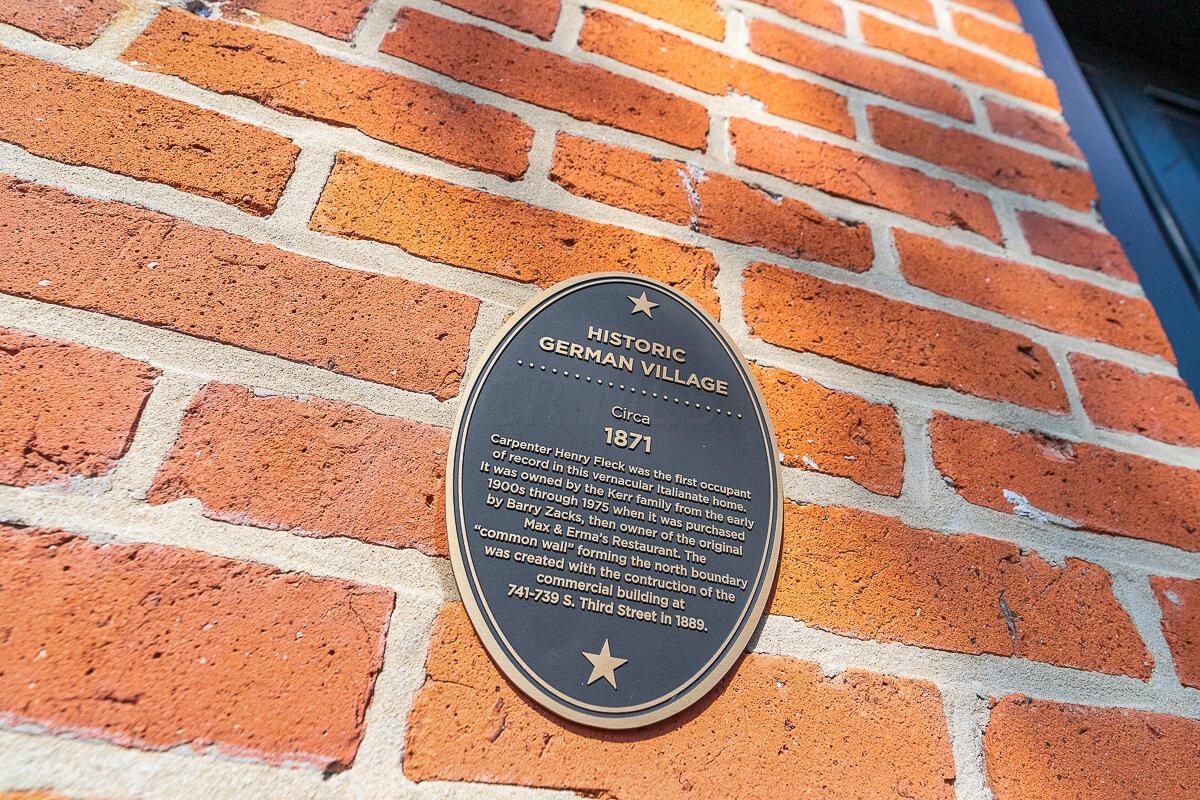 HISTORIC
GERMAN VILLAGE
Circa
1871
Carpenter Henry Fleck was the first occupant
of record in this vernacular Italianate home.
It was owned by the Kerr family from the early
1900s through 1975 when it was purchased
by Barry Zacks, then owner of the original
Max & Erma's Restaurant. The
“common wall” forming the north boundary
was created with the contruction of the
commercial building at
741-739 S. Third Street in 1889.